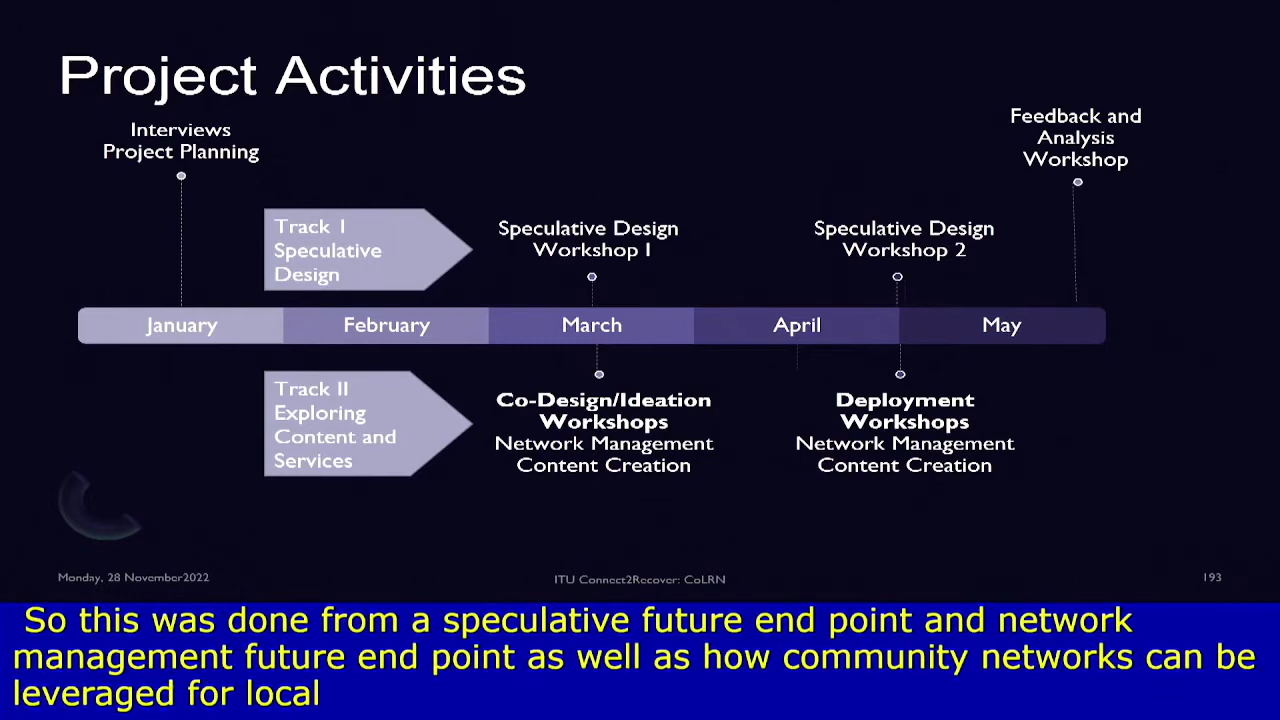 Project Activities
Interviews
Project Planning
Feedback and
Analysis
Workshop
Track 1
Speculative
Design
Speculative Design
Workshop I
Speculative Design
Workshop 2
January
February
March
April
May
Track II
Exploring
Content and
Services
Co-Design/Ideation
Workshops
Network Management
Content Creation
Deployment
Workshops
Network Management
Content Creation
Monday, 28 November2022
ITU Connect2Recover: CoLRN
193
So this was done from a speculative future end point and network
management future end point as well as how community networks can be
leveraged for local